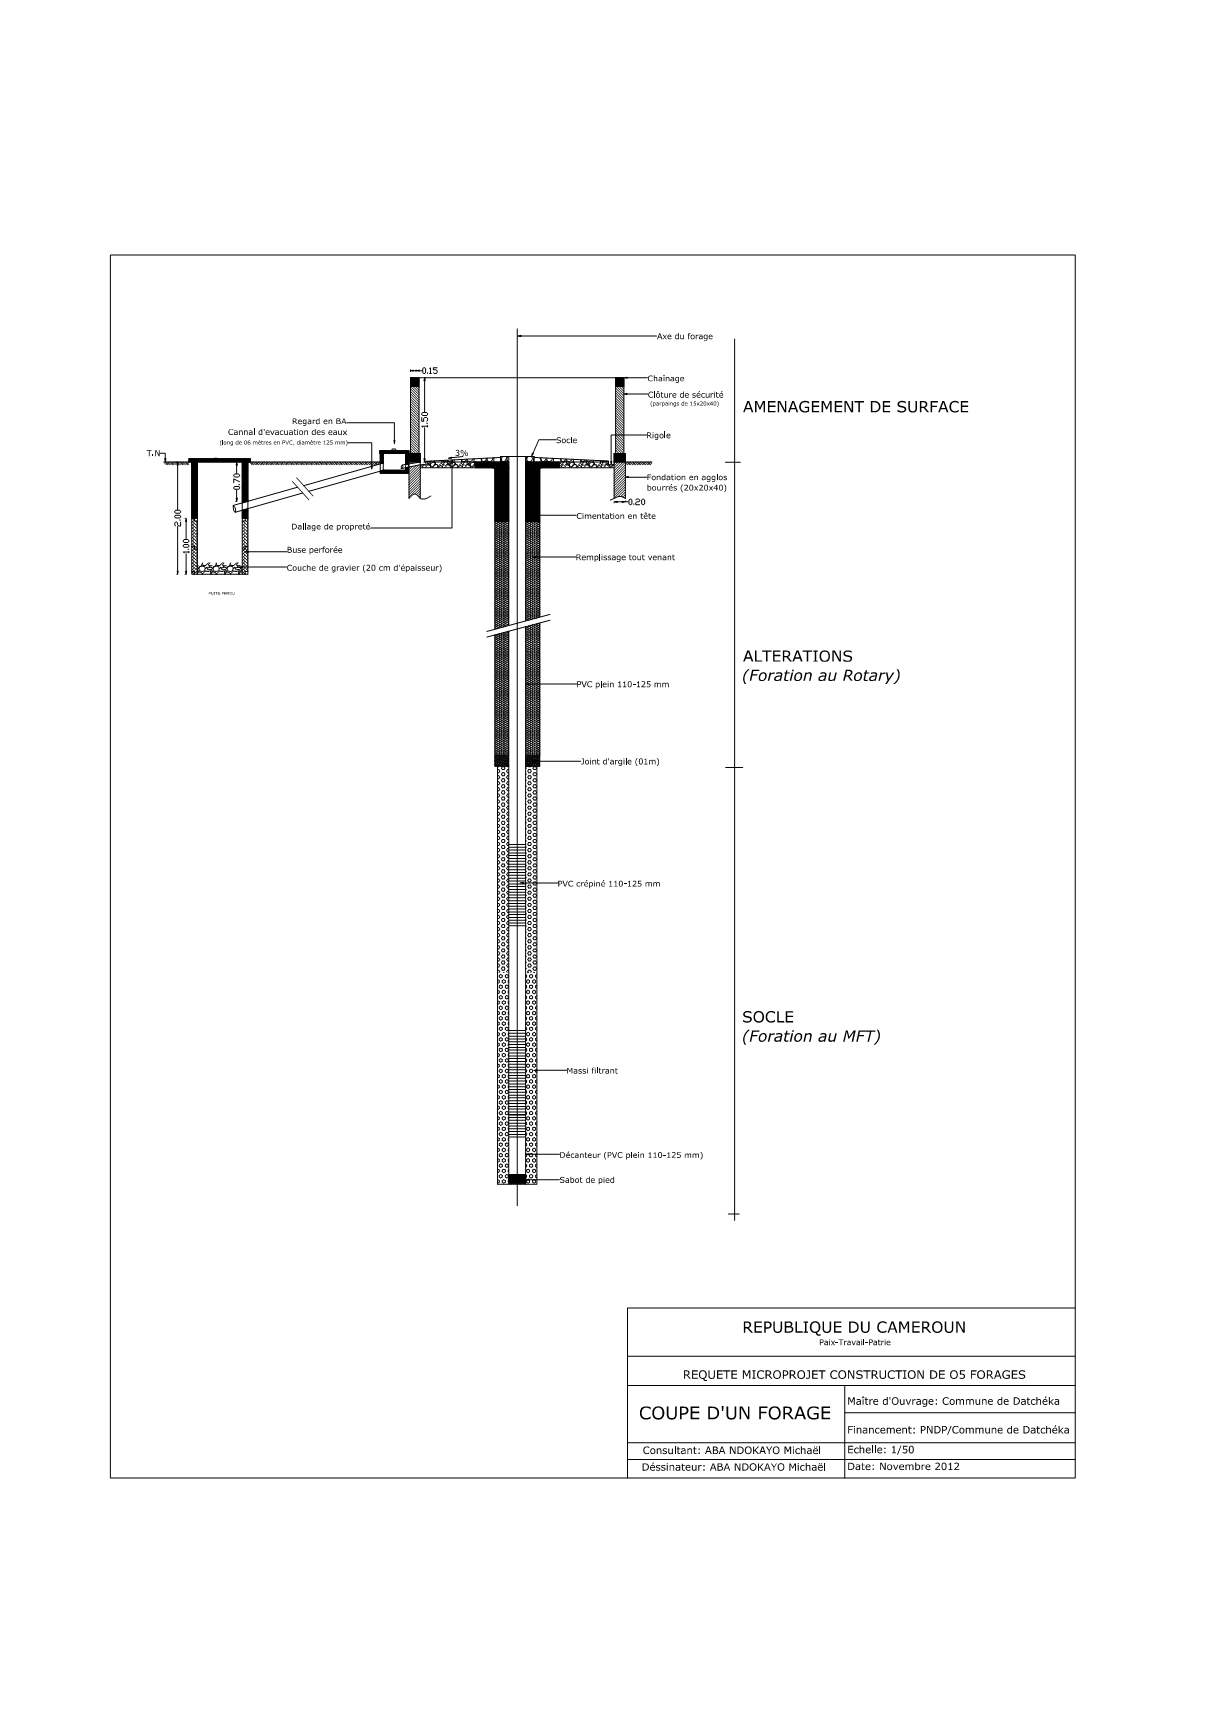 Axe du forage
0.15
Chaînage
Clôture de sécurité
(parpaings de 15x20x40)
AMENAGEMENT DE SURFACE
1.50
Regard en BA
Cannal d'evacuation des eaux
(long de 06 mètres en PVC, diamètre 125 mm)
Rigole
Socle
T.N
3%
0.70
Fondation en agglos
bourrés (20x20x40)
0.20
2.00
Cimentation en tête
Dallage de propreté
1.00
Buse perforée
Remplissage tout venant
Couche de gravier (20 cm d'épaisseur)
ALTERATIONS
(Foration au Rotary)
PVC plein 110-125 mm
Joint d'argile (01m)
PVC crépiné 110-125 mm
SOCLE
(Foration au MFT)
Massi filtrant
Décanteur (PVC plein 110-125 mm)
Sabot de pied
REPUBLIQUE DU CAMEROUN
Paix-Travail-Patrie
REQUETE MICROPROJET CONSTRUCTION DE O5 FORAGES
COUPE D'UN FORAGE
Maître d'Ouvrage: Commune de Datchéka
Financement: PNDP/Commune de Datchéka
Consultant: ABA NDOKAYO Michaël
Echelle: 1/50
Déssinateur: ABA NDOKAYO Michaël
Date: Novembre 2012